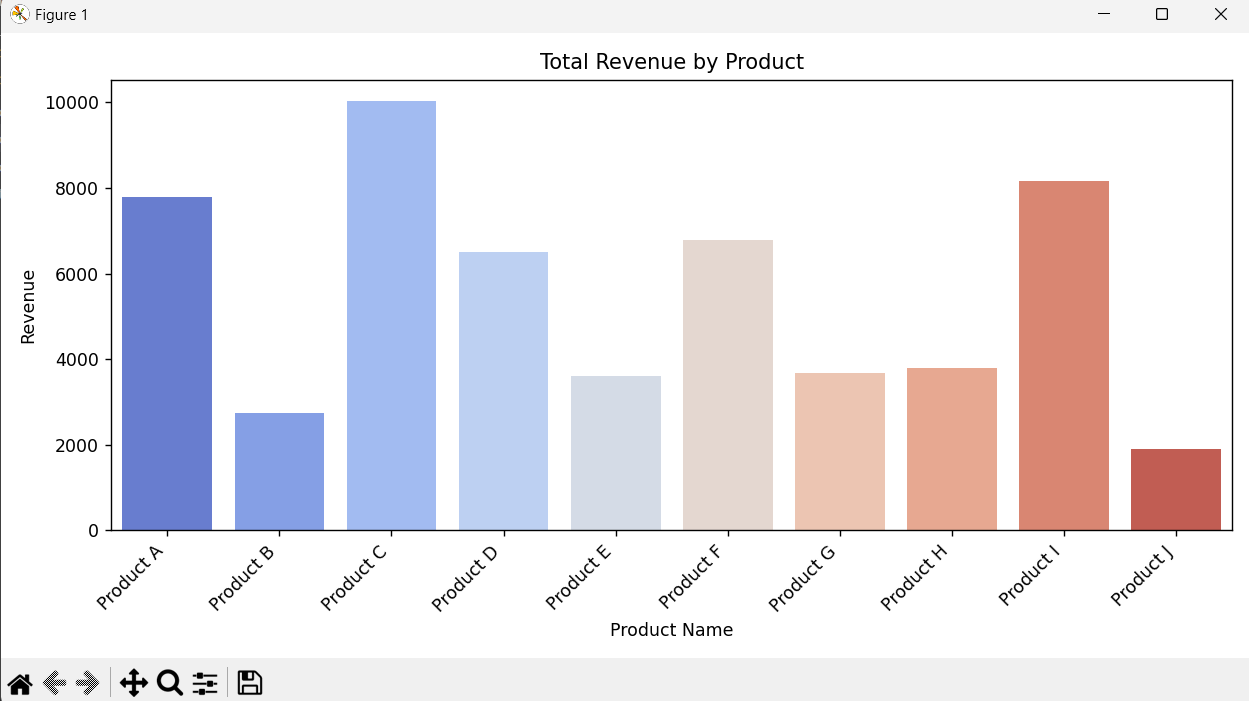 Figure 1
Total Revenue by Product
10000
8000
6000
4000
2000
0
Revenue
Product A
Product B
Product C
Product D
Product E
Product F
Product G
Product H
Product I
Product J
Product Name